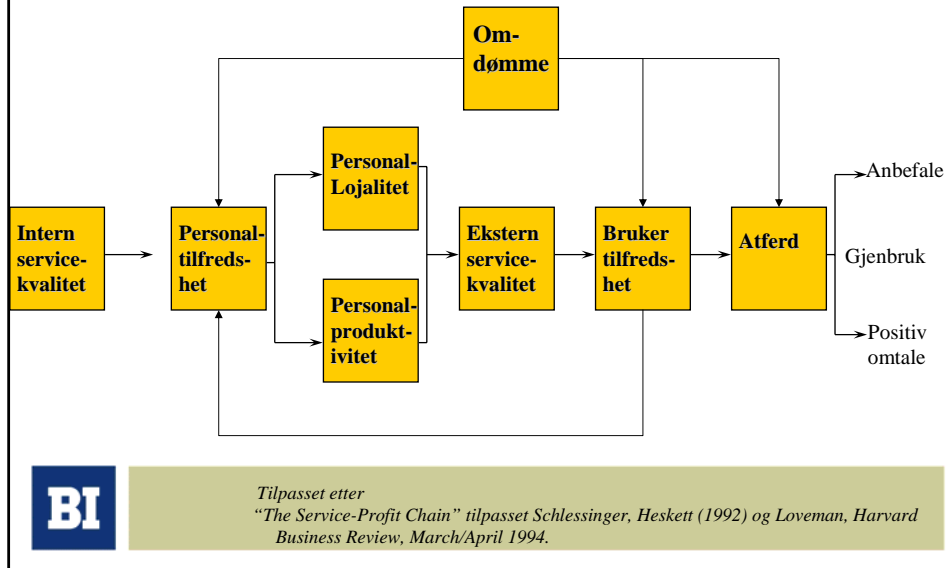 Om-
dømme
Personal-
Lojalitet
Anbefale
Intern
service-
kvalitet
Personal-
tilfreds-
het
Ekstern
service-
kvalitet
Bruker
tilfreds-
het
Atferd
Gjenbruk
Personal-
produkt-
ivitet
Positiv
omtale
BI
Tilpasset etter
“The Service-Profit Chain” tilpasset Schlessinger, Heskett (1992) og Loveman, Harvard
Business Review, March/April 1994.